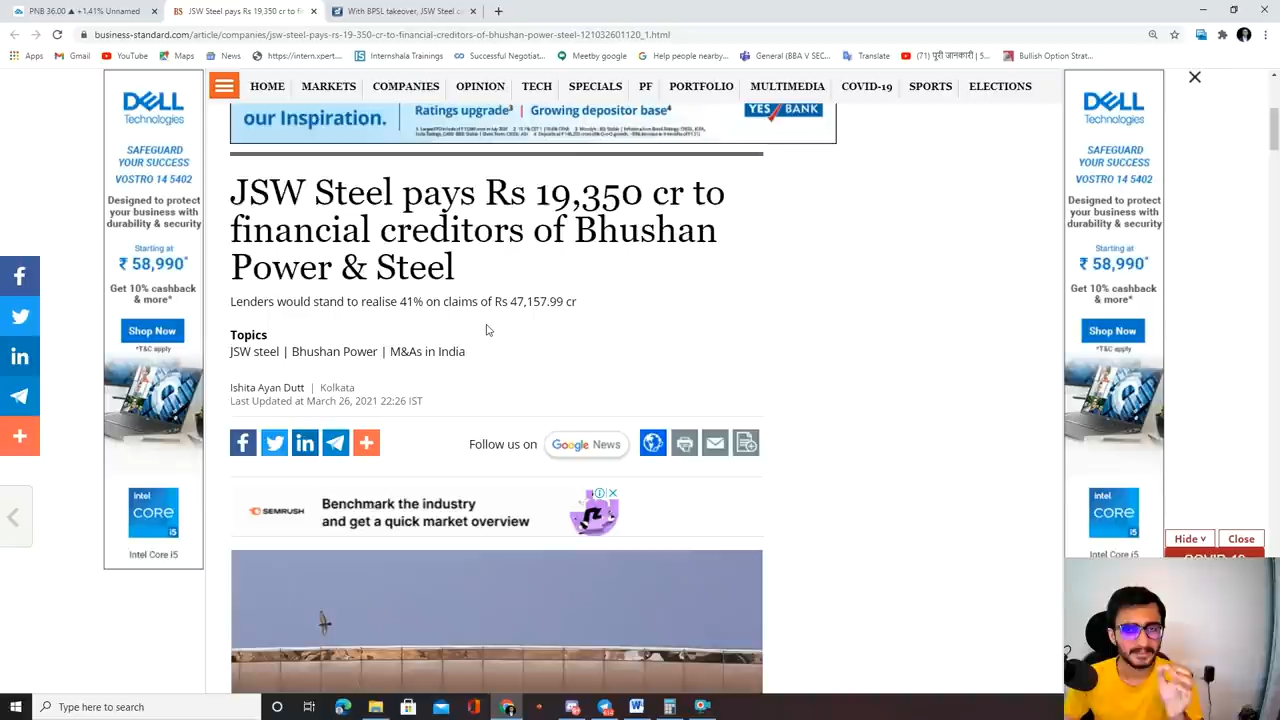 PNB 36.00 ▲ +1.41% Unnamed
JSW Steel pays Rs 19,350 cr to fi
With BPSL takeover, JSW Steel c
business-standard.com/article/companies/jsw-steel-pays-rs-19-350-cr-to-financial-creditors-of-bhushan-power-steel-121032601120_1.html
Apps
Gmail
YouTube
Maps
News
https://intern.xpert...
Internshala Trainings
Successful Negotiat...
Meetby google
Help people nearby...
General (BBA V SEC...
Translate
(71) पुरी जानकारी | 5...
Bullish Option Strat...
HOME
MARKETS
COMPANIES
OPINION
TECH
SPECIALS
PF
PORTFOLIO
MULTIMEDIA
COVID-19
SPORTS
ELECTIONS
our Inspiration.
Ratings upgrade³ | Growing depositor base⁴
YES BANK
DELL
Technologies
SAFEGUARD
YOUR SUCCESS
VOSTRO 14 5402
Designed to protect
your business with
durability & security
Starting at
₹ 58,990*
Get 10% cashback
& more*
Shop Now
*T&C apply
intel
CORE
i5
Intel Core i5
JSW Steel pays Rs 19,350 cr to
financial creditors of Bhushan
Power & Steel
Lenders would stand to realise 41% on claims of Rs 47,157.99 cr
Topics
JSW steel | Bhushan Power | M&As in India
Ishita Ayan Dutt | Kolkata
Last Updated at March 26, 2021 22:26 IST
Follow us on
Google News
SEMRUSH
Benchmark the industry
and get a quick market overview
DELL
Technologies
SAFEGUARD
YOUR SUCCESS
VOSTRO 14 5402
Designed to protect
your business with
durability & security
Starting at
₹ 58,990*
Get 10% cashback
& more*
Shop Now
*T&C apply
intel
CORE
i5
Intel Core i5
Hide v
Close
Type here to search